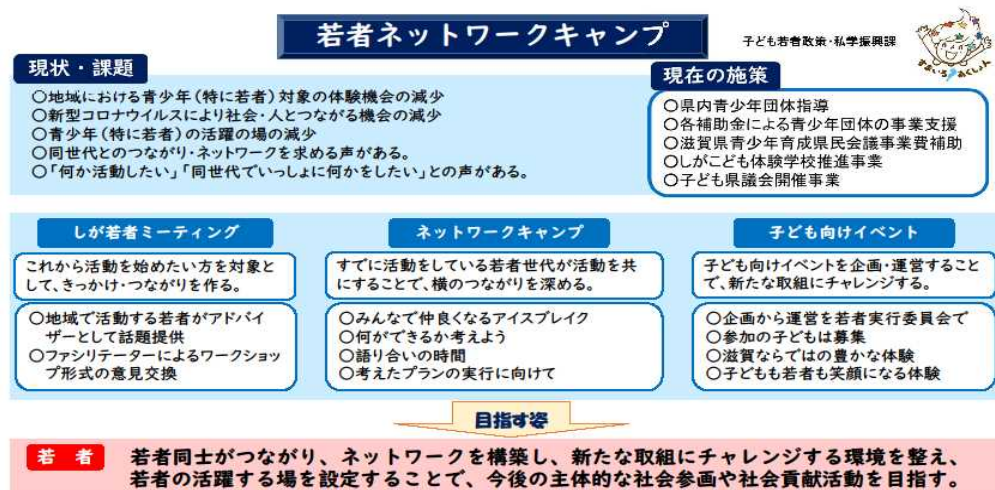 若者ネットワークキャンプ
子ども若者政策・私学振興課
すまいる あくしょん
現状・課題
○地域における青少年(特に若者)対象の体験機会の減少
○新型コロナウイルスにより社会・人とつながる機会の減少
○青少年(特に若者)の活躍の場の減少
○同世代とのつながり・ネットワークを求める声がある。
○「何か活動したい」「同世代でいっしょに何かをしたい」との声がある。
現在の施策
○県内青少年団体指導
○各補助金による青少年団体の事業支援
○滋賀県青少年育成県民会議事業費補助
○しがこども体験学校推進事業
○子ども県議会開催事業
しが若者ミーティング
これから活動を始めたい方を対象と
して、きっかけ・つながりを作る。
○地域で活動する若者がアドバイ
ザーとして話題提供
○ファシリテーターによるワークショッ
プ形式の意見交換
ネットワークキャンプ
すでに活動をしている若者世代が活動を共
にすることで、横のつながりを深める。
○みんなで仲良くなるアイスブレイク
○何ができるか考えよう
○語り合いの時間
○考えたプランの実行に向けて
子ども向けイベント
子ども向けイベントを企画・運営すること
で、新たな取組にチャレンジする。
○企画から運営を若者実行委員会で
○参加の子どもは募集
○滋賀ならではの豊かな体験
○子どもも若者も笑顔になる体験
目指す姿
若 者
若者同士がつながり、ネットワークを構築し、新たな取組にチャレンジする環境を整え、
若者の活躍する場を設定することで、今後の主体的な社会参画や社会貢献活動を目指す。